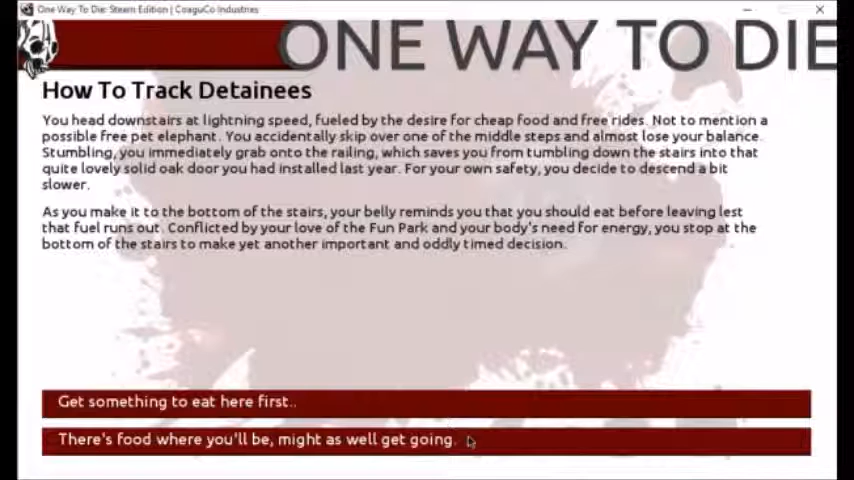 One Way To Die: Steam Edition | CoaguCo Industries
ONE WAY TO DIE
How To Track Detainees
You head downstairs at lightning speed, fueled by the desire for cheap food and free rides. Not to mention a
possible free pet elephant. You accidentally skip over one of the middle steps and almost lose your balance.
Stumbling, you immediately grab onto the railing, which saves you from tumbling down the stairs into that
quite lovely solid oak door you had installed last year. For your own safety, you decide to descend a bit
slower.
As you make it to the bottom of the stairs, your belly reminds you that you should eat before leaving lest
that fuel runs out. Conflicted by your love of the Fun Park and your body's need for energy, you stop at the
bottom of the stairs to make yet another important and oddly timed decision.
Get something to eat here first..
There's food where you'll be, might as well get going.